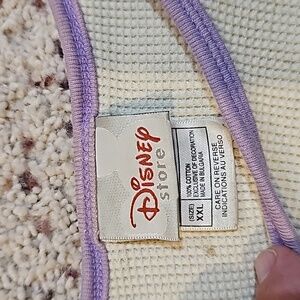 Disney
store
100% COTTON
EXCLUSIVE OF DECORATION
MADE IN BULGARIA
(SIZE)
XXL
CARE ON REVERSE
INDICATIONS AU VERSO